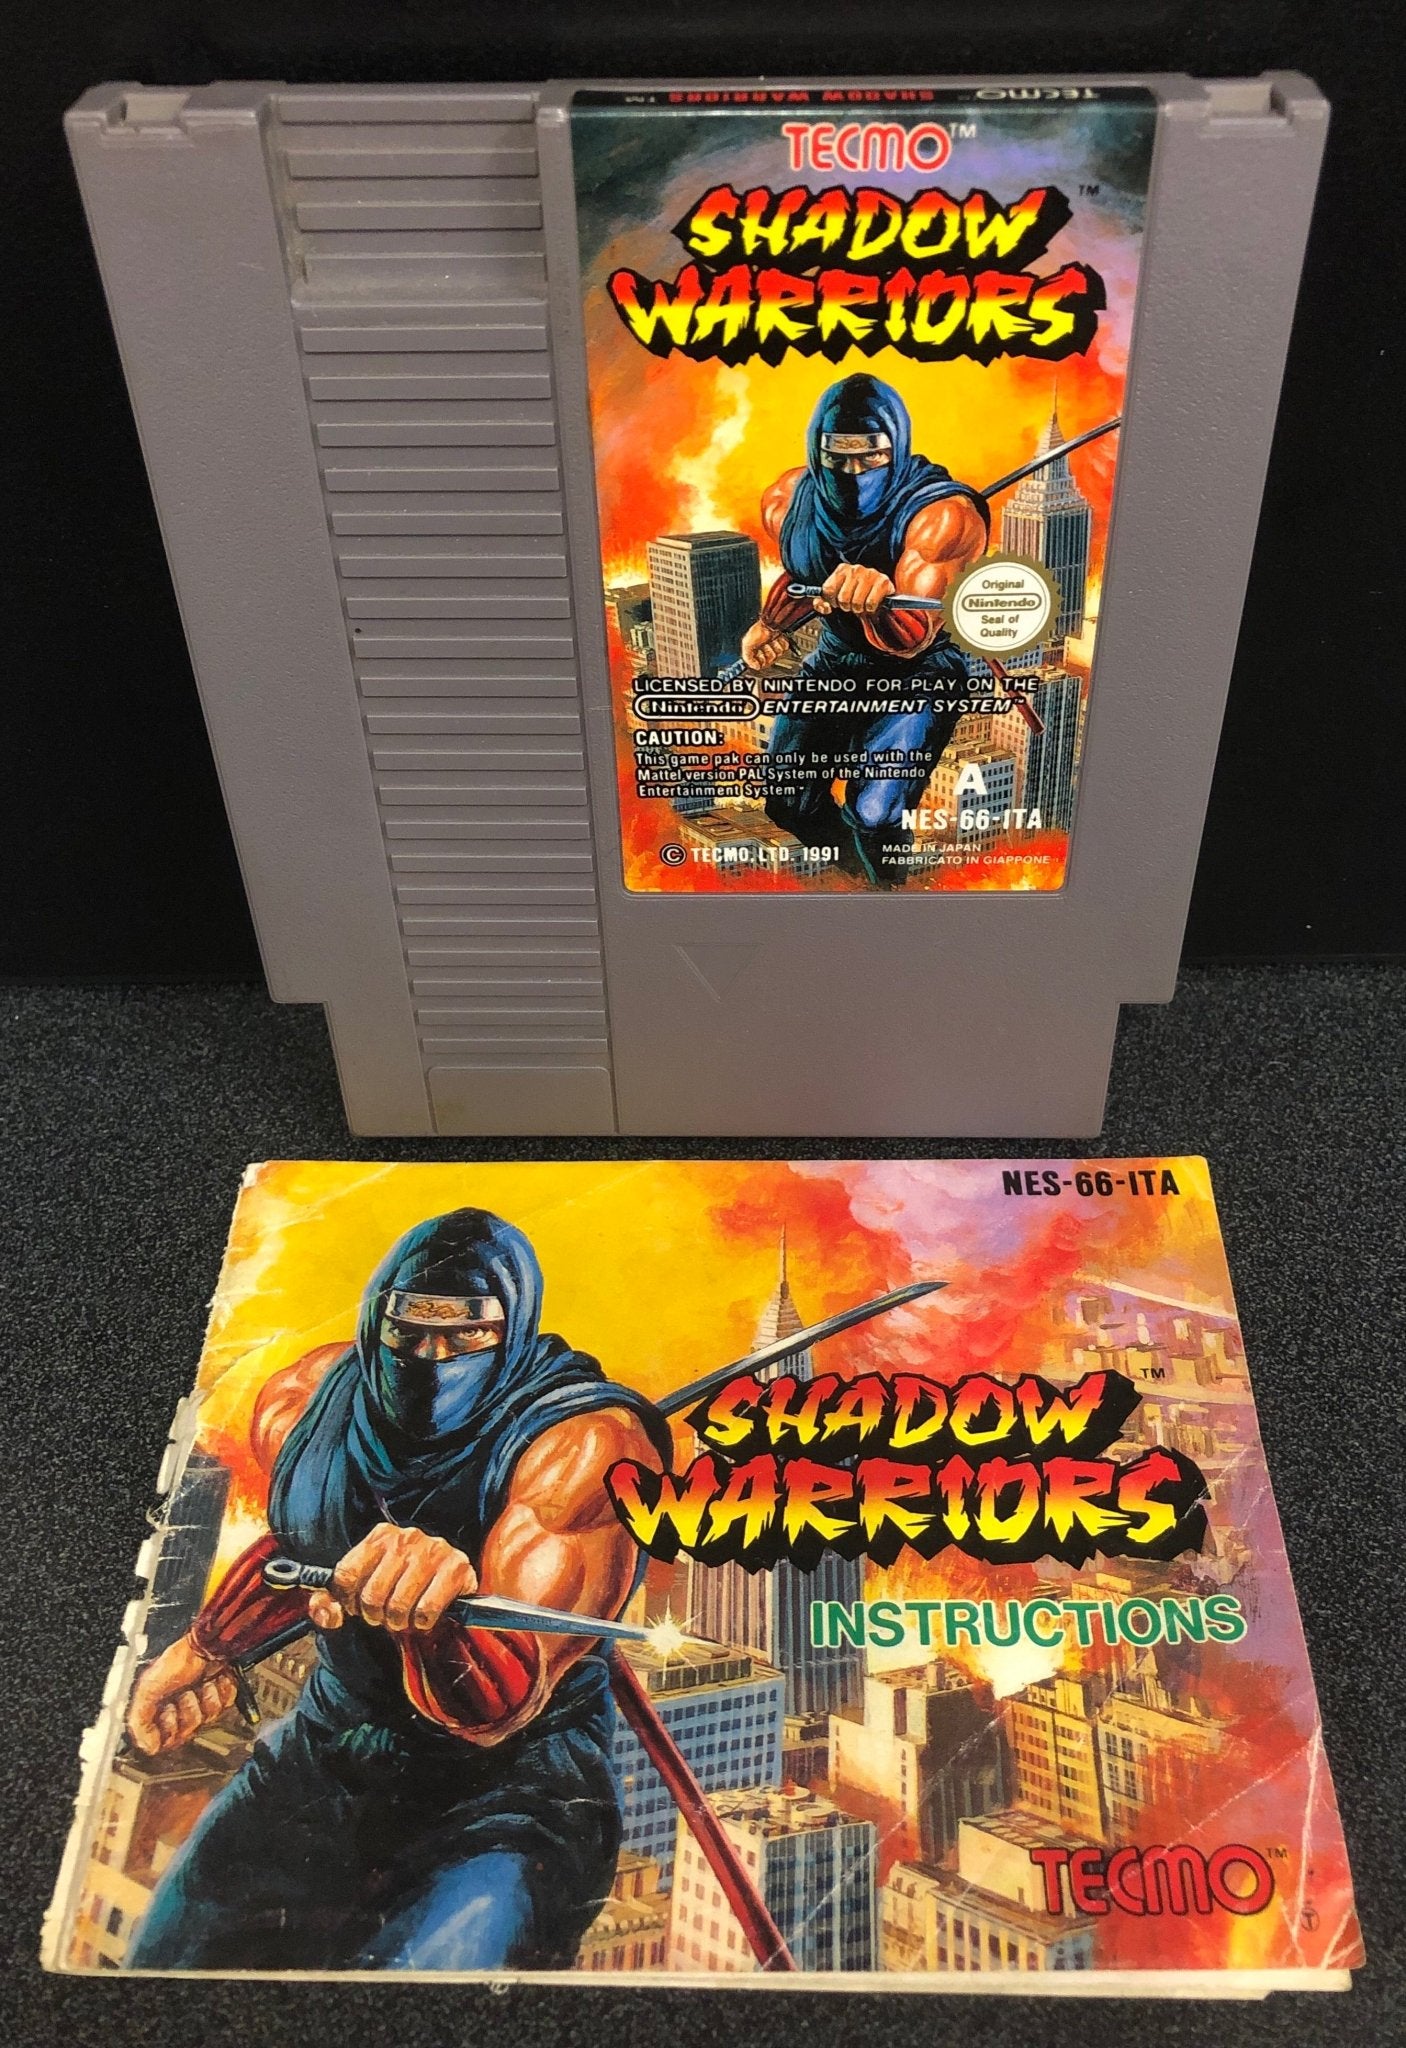 TECMO™ SHADOW WARRIORS™
TECMO™
SHADOW™
WARRIORS
Original
Nintendo
Seal of
Quality
LICENSED BY NINTENDO FOR PLAY ON THE
Nintendo ENTERTAINMENT SYSTEM™
CAUTION:
This game pak can only be used with the
Mattel version PAL System of the Nintendo
Entertainment System™
A
NES-66-ITA
© TECMO, LTD. 1991
MADE IN JAPAN
FABBRICATO IN GIAPPONE
NES-66-ITA
SHADOW™
WARRIORS
INSTRUCTIONS
TECMO™